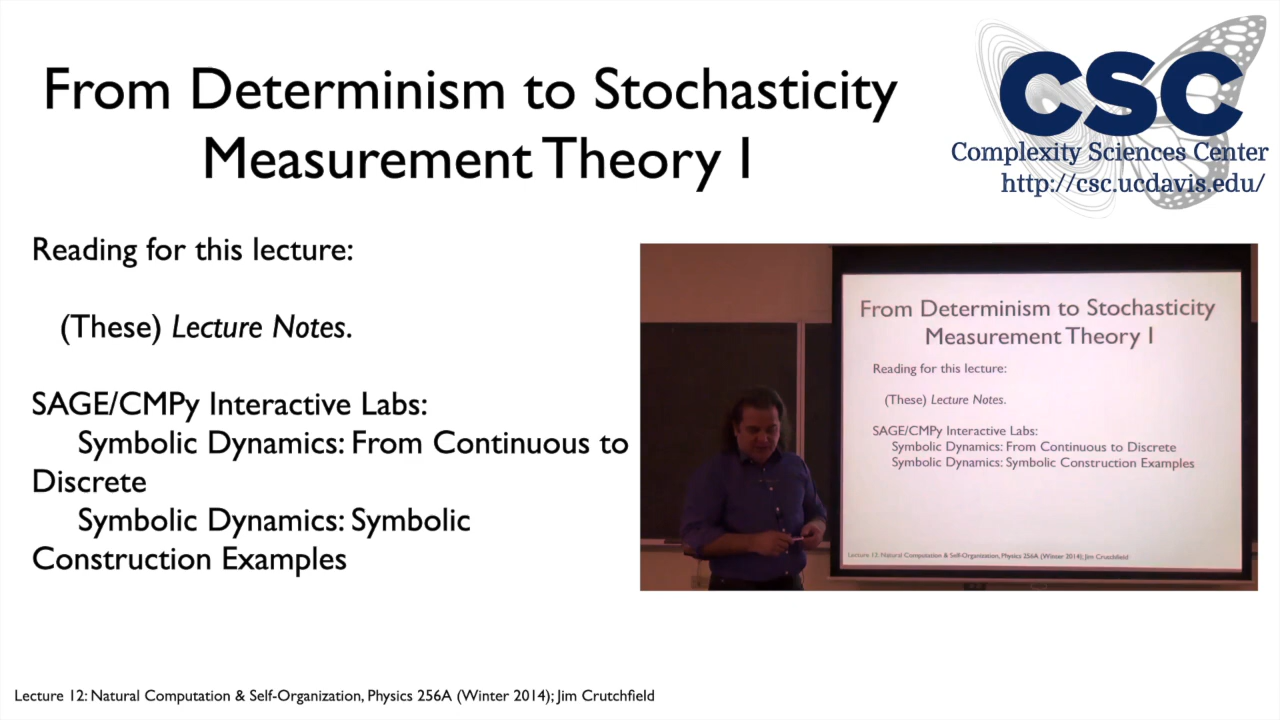 From Determinism to Stochasticity
Measurement Theory I
CSC
Complexity Sciences Center
http://csc.ucdavis.edu/
Reading for this lecture:
(These) Lecture Notes.
SAGE/CMPy Interactive Labs:
Symbolic Dynamics: From Continuous to
Discrete
Symbolic Dynamics: Symbolic
Construction Examples
From Determinism to Stochasticity
Measurement Theory I
Reading for this lecture:
(These) Lecture Notes.
SAGE/CMPy Interactive Labs:
Symbolic Dynamics: From Continuous to Discrete
Symbolic Dynamics: Symbolic Construction Examples
Lecture 12: Natural Computation & Self-Organization, Physics 256A (Winter 2014); Jim Crutchfield
Lecture 12: Natural Computation & Self-Organization, Physics 256A (Winter 2014); Jim Crutchfield